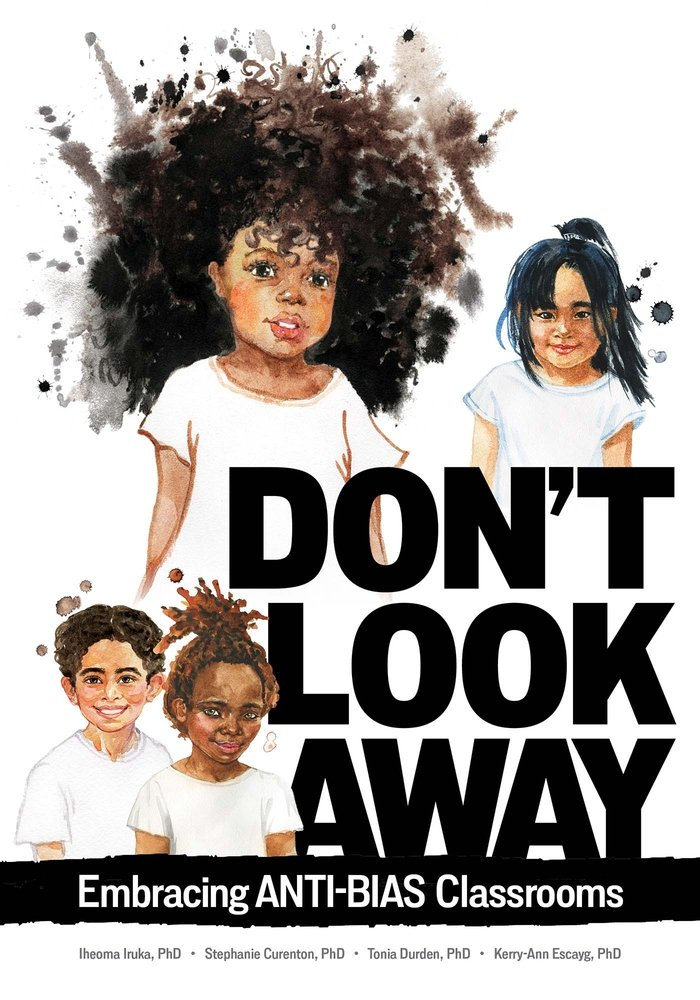 DON'T
LOOK
AWAY
Embracing ANTI-BIAS Classrooms
Iheoma Iruka, PhD • Stephanie Curenton, PhD • Tonia Durden, PhD • Kerry-Ann Escayg, PhD